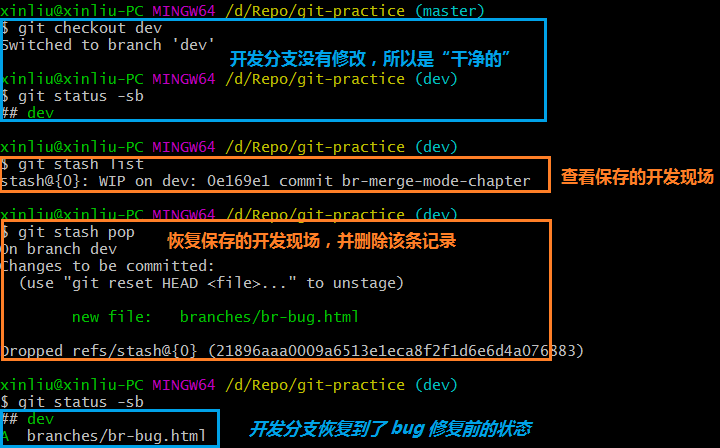 xinliu@xinliu-PC MINGW64 /d/Repo/git-practice (master)
$ git checkout dev
Switched to branch 'dev'
开发分支没有修改，所以是“干净的”
xinliu@xinliu-PC MINGW64 /d/Repo/git-practice (dev)
$ git status -sb
## dev
xinliu@xinliu-PC MINGW64 /d/Repo/git-practice (dev)
$ git stash list
stash@{0}: WIP on dev: 0e169e1 commit br-merge-mode-chapter
查看保存的开发现场
xinliu@xinliu-PC MINGW64 /d/Repo/git-practice (dev)
$ git stash pop
恢复保存的开发现场，并删除该条记录
On branch dev
Changes to be committed:
(use "git reset HEAD <file>..." to unstage)
new file: branches/br-bug.html
Dropped refs/stash@{0} (21896aaa0009a6513e1eca8f2f1d6e6d4a076883)
xinliu@xinliu-PC MINGW64 /d/Repo/git-practice (dev)
$ git status -sb
## dev
A branches/br-bug.html
开发分支恢复到了 bug 修复前的状态